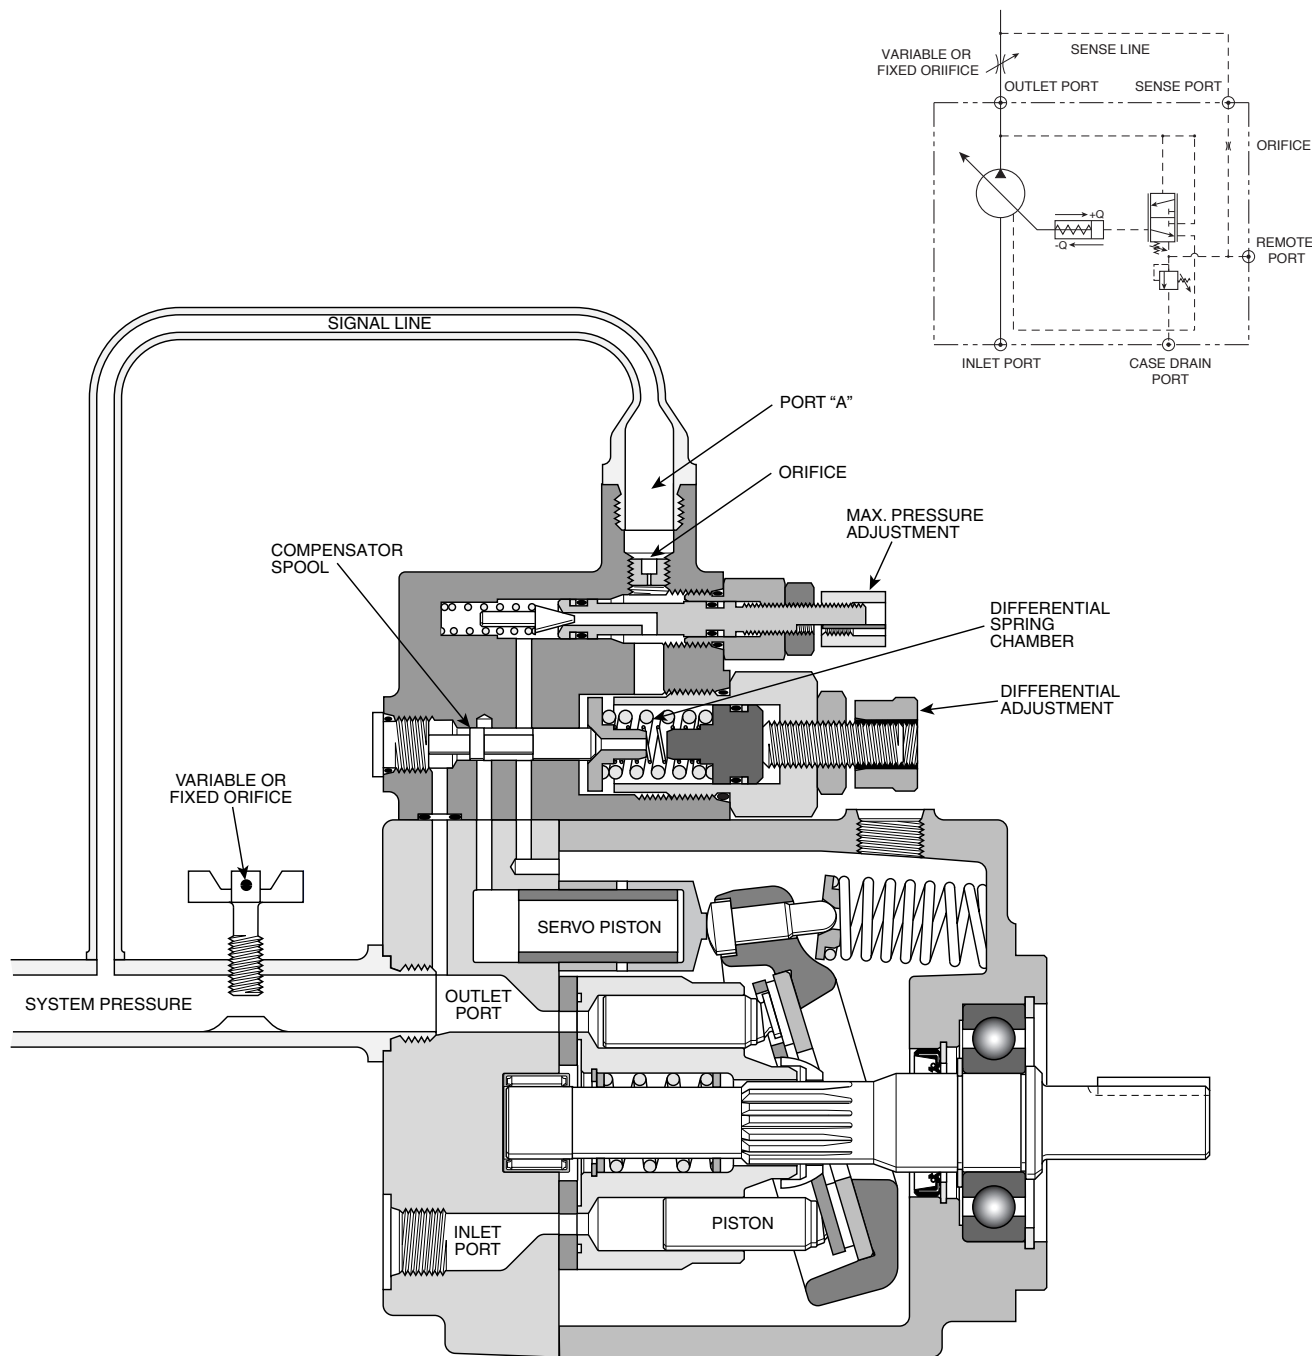 VARIABLE OR
FIXED ORIIFICE
SENSE LINE
OUTLET PORT
SENSE PORT
ORIFICE
+Q
-Q
REMOTE
PORT
INLET PORT
CASE DRAIN
PORT
SIGNAL LINE
PORT “A”
ORIFICE
MAX. PRESSURE
ADJUSTMENT
COMPENSATOR
SPOOL
DIFFERENTIAL
SPRING
CHAMBER
DIFFERENTIAL
ADJUSTMENT
VARIABLE OR
FIXED ORIFICE
SERVO PISTON
SYSTEM PRESSURE
OUTLET
PORT
INLET
PORT
PISTON